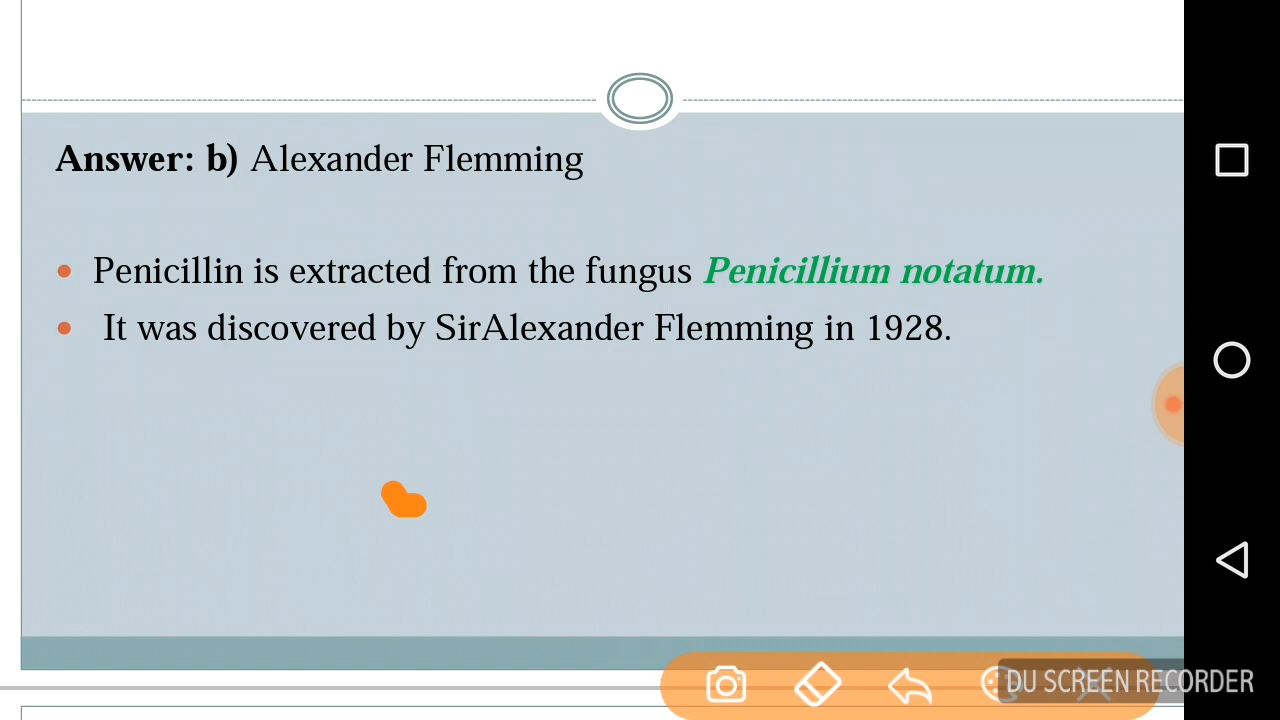 Answer: b) Alexander Flemming
• Penicillin is extracted from the fungus Penicillium notatum.
• It was discovered by SirAlexander Flemming in 1928.
DU SCREEN RECORDER